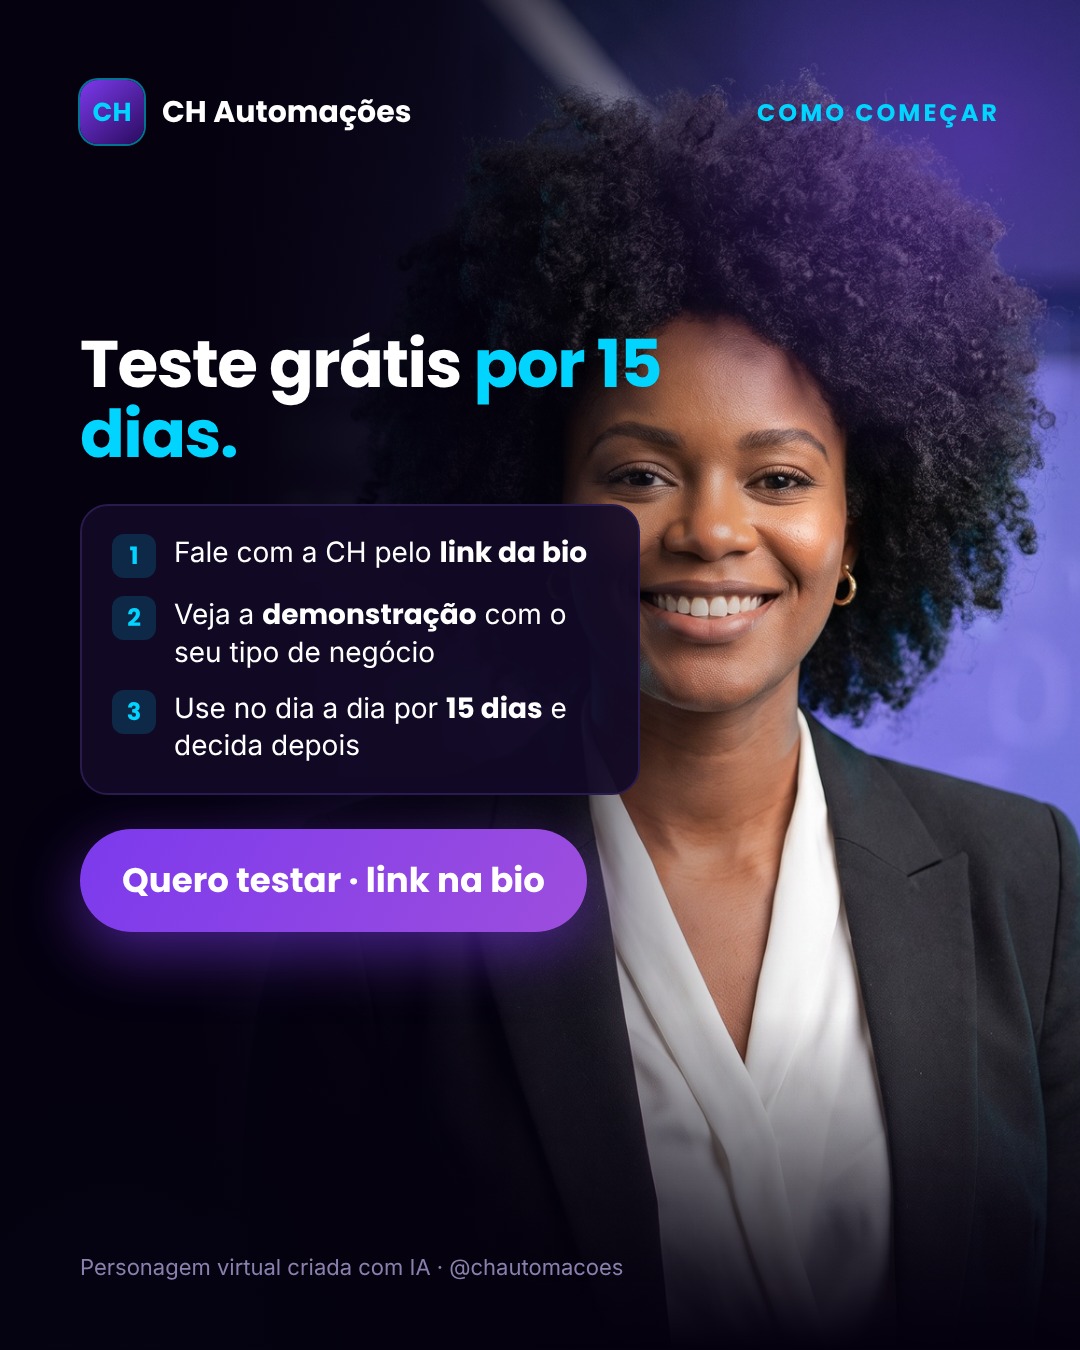 CH
CH Automações
COMO COMEÇAR
Teste grátis por 15
dias.
1 Fale com a CH pelo link da bio
2 Veja a demonstração com o
seu tipo de negócio
3 Use no dia a dia por 15 dias e
decida depois
Quero testar · link na bio
Personagem virtual criada com IA · @chautomacoes